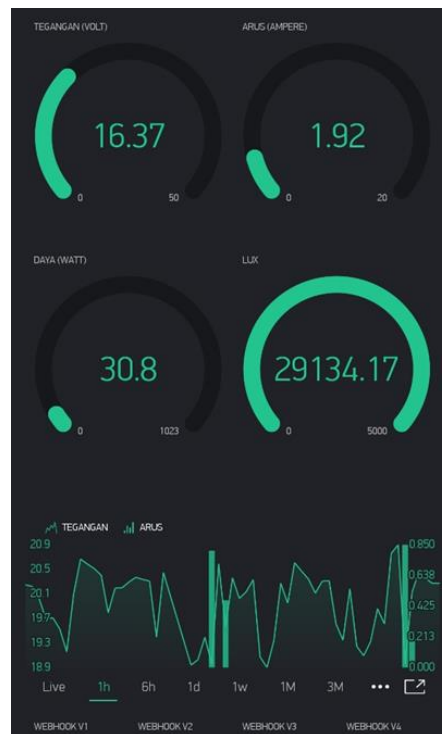 TEGANGAN (VOLT) ARUS (AMPERE)
16.37 1.92
0 50 0 20
DAYA (WATT) LUX
30.8 29134.17
0 1023 0 5000
TEGANGAN ARUS
20.9 0.850
20.5 0.638
20.1 0.425
19.7 0.213
19.3
18.9 0.000
Live 1h 6h 1d 1w 1M 3M
WEBHOOK V1 WEBHOOK V2 WEBHOOK V3 WEBHOOK V4